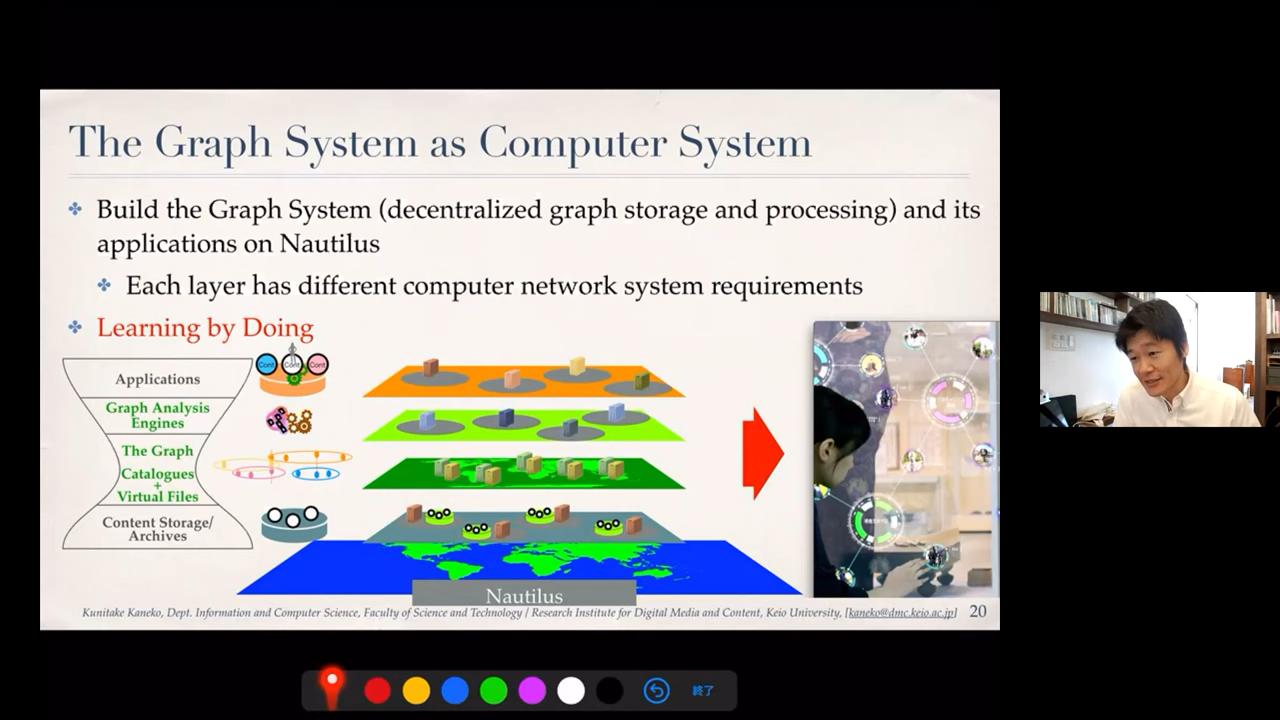 The Graph System as Computer System
Build the Graph System (decentralized graph storage and processing) and its
applications on Nautilus
Each layer has different computer network system requirements
Learning by Doing
Applications
Graph Analysis
Engines
The Graph
Catalogues
+
Virtual Files
Content Storage/
Archives
Cont
Cont
Cont
Nautilus
Kunitake Kaneko, Dept. Information and Computer Science, Faculty of Science and Technology / Research Institute for Digital Media and Content, Keio University, [kaneko@dmc.keio.ac.jp]
20
終了